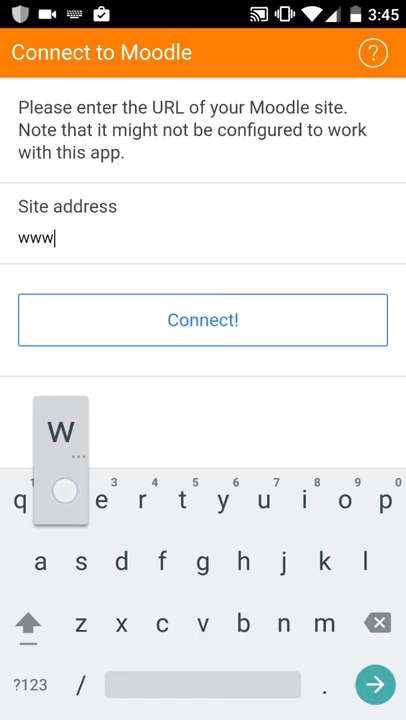 3:45
Connect to Moodle
?
Please enter the URL of your Moodle site.
Note that it might not be configured to work
with this app.
Site address
www
Connect!
W
...
1 3 4 5 6 7 8 9 0
q e r t y u i o p
a s d f g h j k l
z x c v b n m
?123 / .